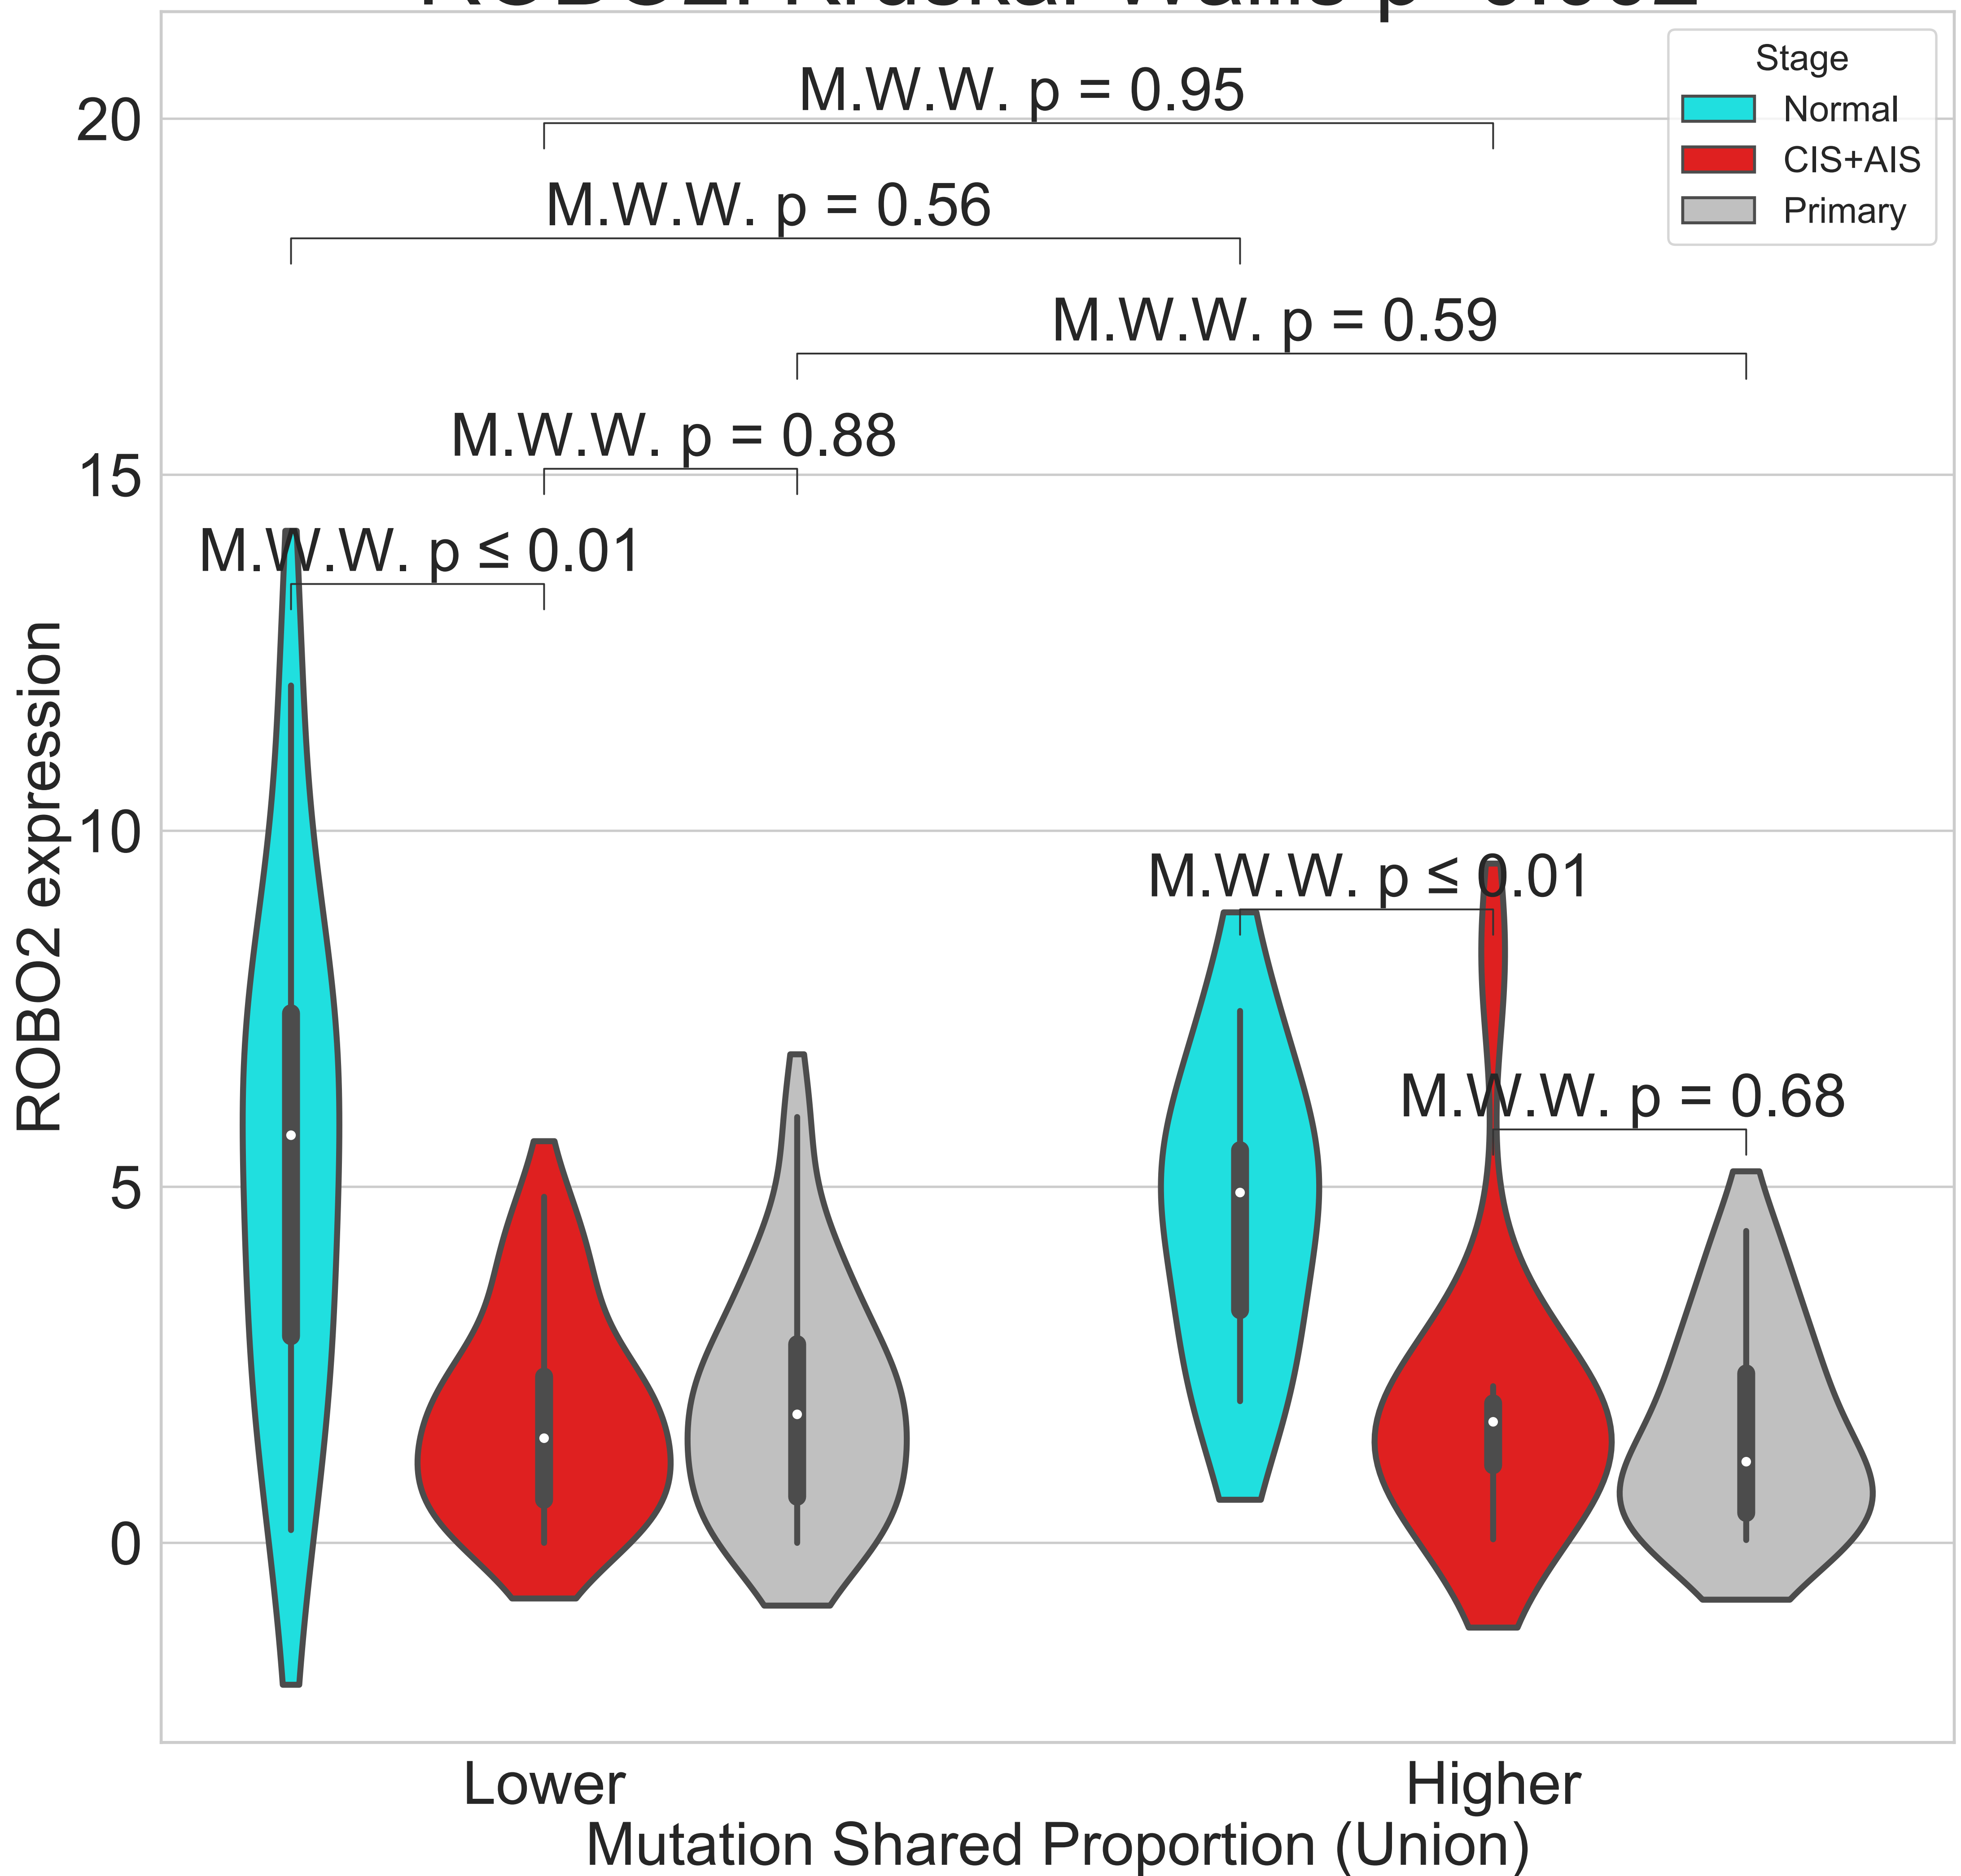 Stage
Normal
CIS+AIS
Primary
M.W.W. p = 0.95
M.W.W. p = 0.56
M.W.W. p = 0.59
M.W.W. p = 0.88
M.W.W. p ≤ 0.01
M.W.W. p ≤ 0.01
M.W.W. p = 0.68
ROBO2 expression
20
15
10
5
0
Lower
Higher
Mutation Shared Proportion (Union)